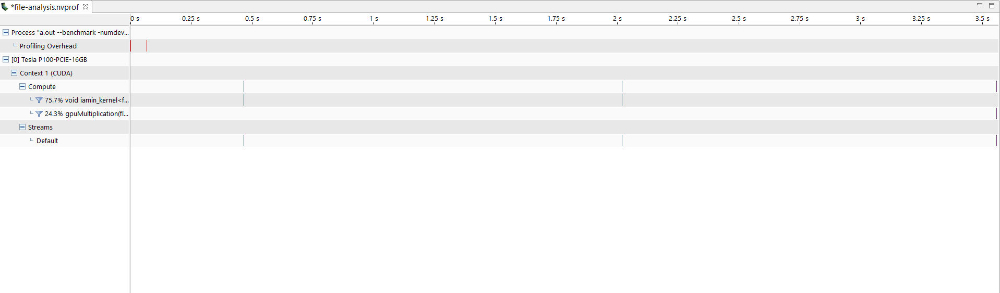 *file-analysis.nvprof
0 s 0.25 s 0.5 s 0.75 s 1 s 1.25 s 1.5 s 1.75 s 2 s 2.25 s 2.5 s 2.75 s 3 s 3.25 s 3.5 s
Process "a.out --benchmark -numdev...
Profiling Overhead
[0] Tesla P100-PCIE-16GB
Context 1 (CUDA)
Compute
75.7% void iamin_kernel<f...
24.3% gpuMultiplication(fl...
Streams
Default